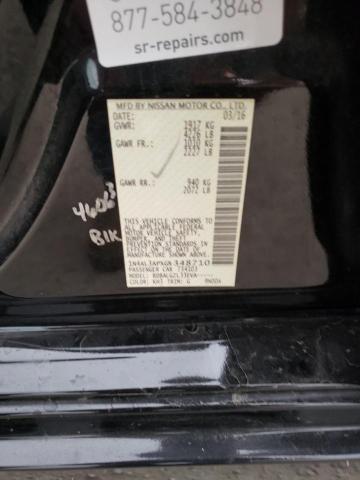 877-584-3848
sr-repairs.com
MFD BY NISSAN MOTOR CO., LTD.
DATE: 03/16
GVWR: 1917 KG
4226 LB
GAWR FR: 1010 KG
2227 LB
GAWR RR: 940 KG
2072 LB
THIS VEHICLE CONFORMS TO ALL
APPLICABLE FEDERAL MOTOR
VEHICLE SAFETY, BUMPER, AND THEFT
PREVENTION STANDARDS
IN EFFECT ON THE DATE OF
MANUFACTURE SHOWN ABOVE.
1N4AL3APXGN348710
PASSENGER CAR
COLOR: KH3 TRIM: G
BlK